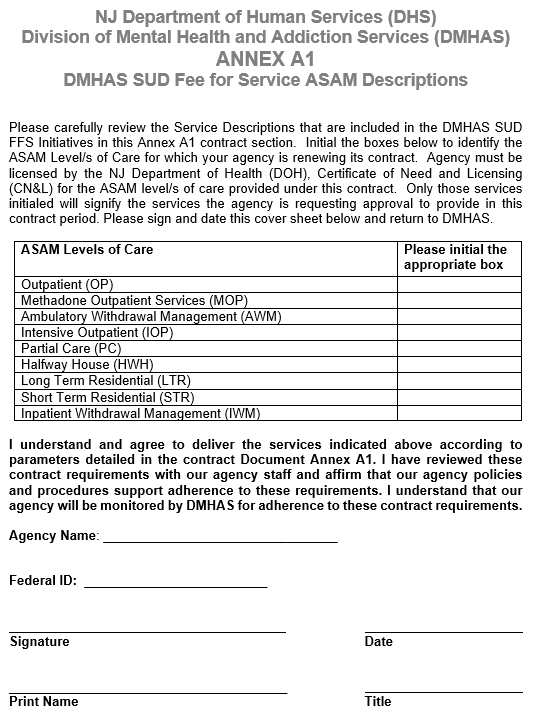 NJ Department of Human Services (DHS)
Division of Mental Health and Addiction Services (DMHAS)
ANNEX A1
DMHAS SUD Fee for Service ASAM Descriptions
Please carefully review the Service Descriptions that are included in the DMHAS SUD
FFS Initiatives in this Annex A1 contract section. Initial the boxes below to identify the
ASAM Level/s of Care for which your agency is renewing its contract. Agency must be
licensed by the NJ Department of Health (DOH), Certificate of Need and Licensing
(CN&L) for the ASAM level/s of care provided under this contract. Only those services
initialed will signify the services the agency is requesting approval to provide in this
contract period. Please sign and date this cover sheet below and return to DMHAS.
ASAM Levels of Care Please initial the
appropriate box
Outpatient (OP)
Methadone Outpatient Services (MOP)
Ambulatory Withdrawal Management (AWM)
Intensive Outpatient (IOP)
Partial Care (PC)
Halfway House (HWH)
Long Term Residential (LTR)
Short Term Residential (STR)
Inpatient Withdrawal Management (IWM)
I understand and agree to deliver the services indicated above according to
parameters detailed in the contract Document Annex A1. I have reviewed these
contract requirements with our agency staff and affirm that our agency policies
and procedures support adherence to these requirements. I understand that our
agency will be monitored by DMHAS for adherence to these contract requirements.
Agency Name: ________________________________
Federal ID: _________________________
Signature Date
Print Name Title